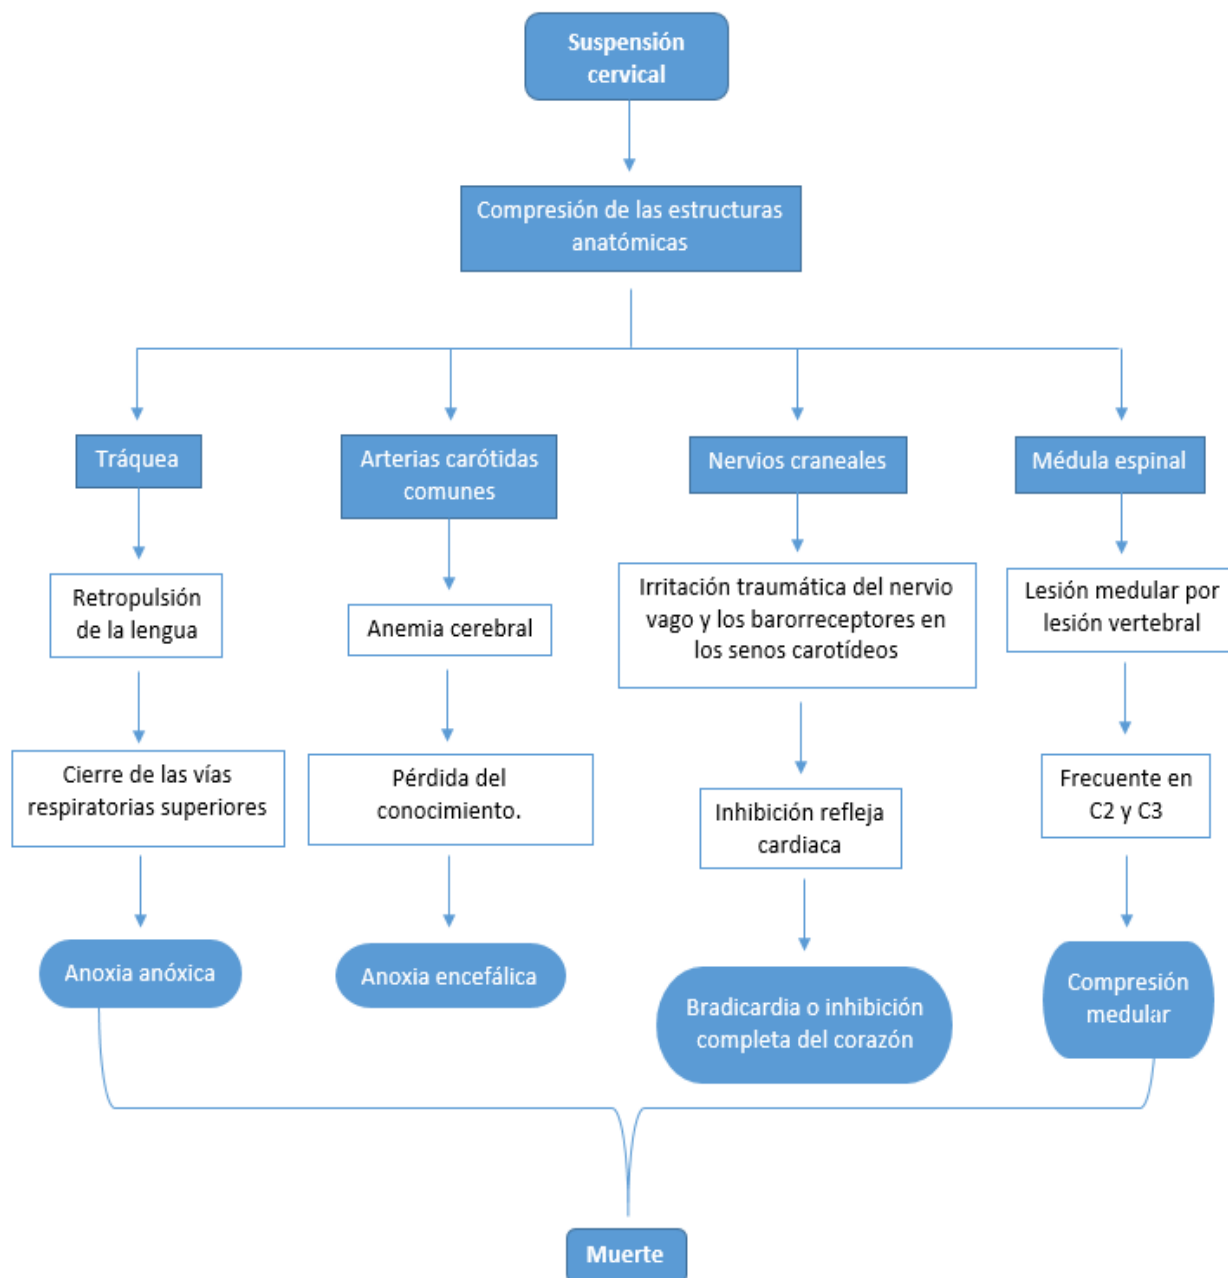 Suspensión
cervical
Compresión de las estructuras
anatómicas
Tráquea
Arterias carótidas
comunes
Nervios craneales
Médula espinal
Retropulsión
de la lengua
Anemia cerebral
Irritación traumática del nervio
vago y los barorreceptores en
los senos carotídeos
Lesión medular por
lesión vertebral
Cierre de las vías
respiratorias superiores
Pérdida del
conocimiento.
Inhibición refleja
cardiaca
Frecuente en
C2 y C3
Anoxia anóxica
Anoxia encefálica
Bradicardia o inhibición
completa del corazón
Compresión
medular
Muerte